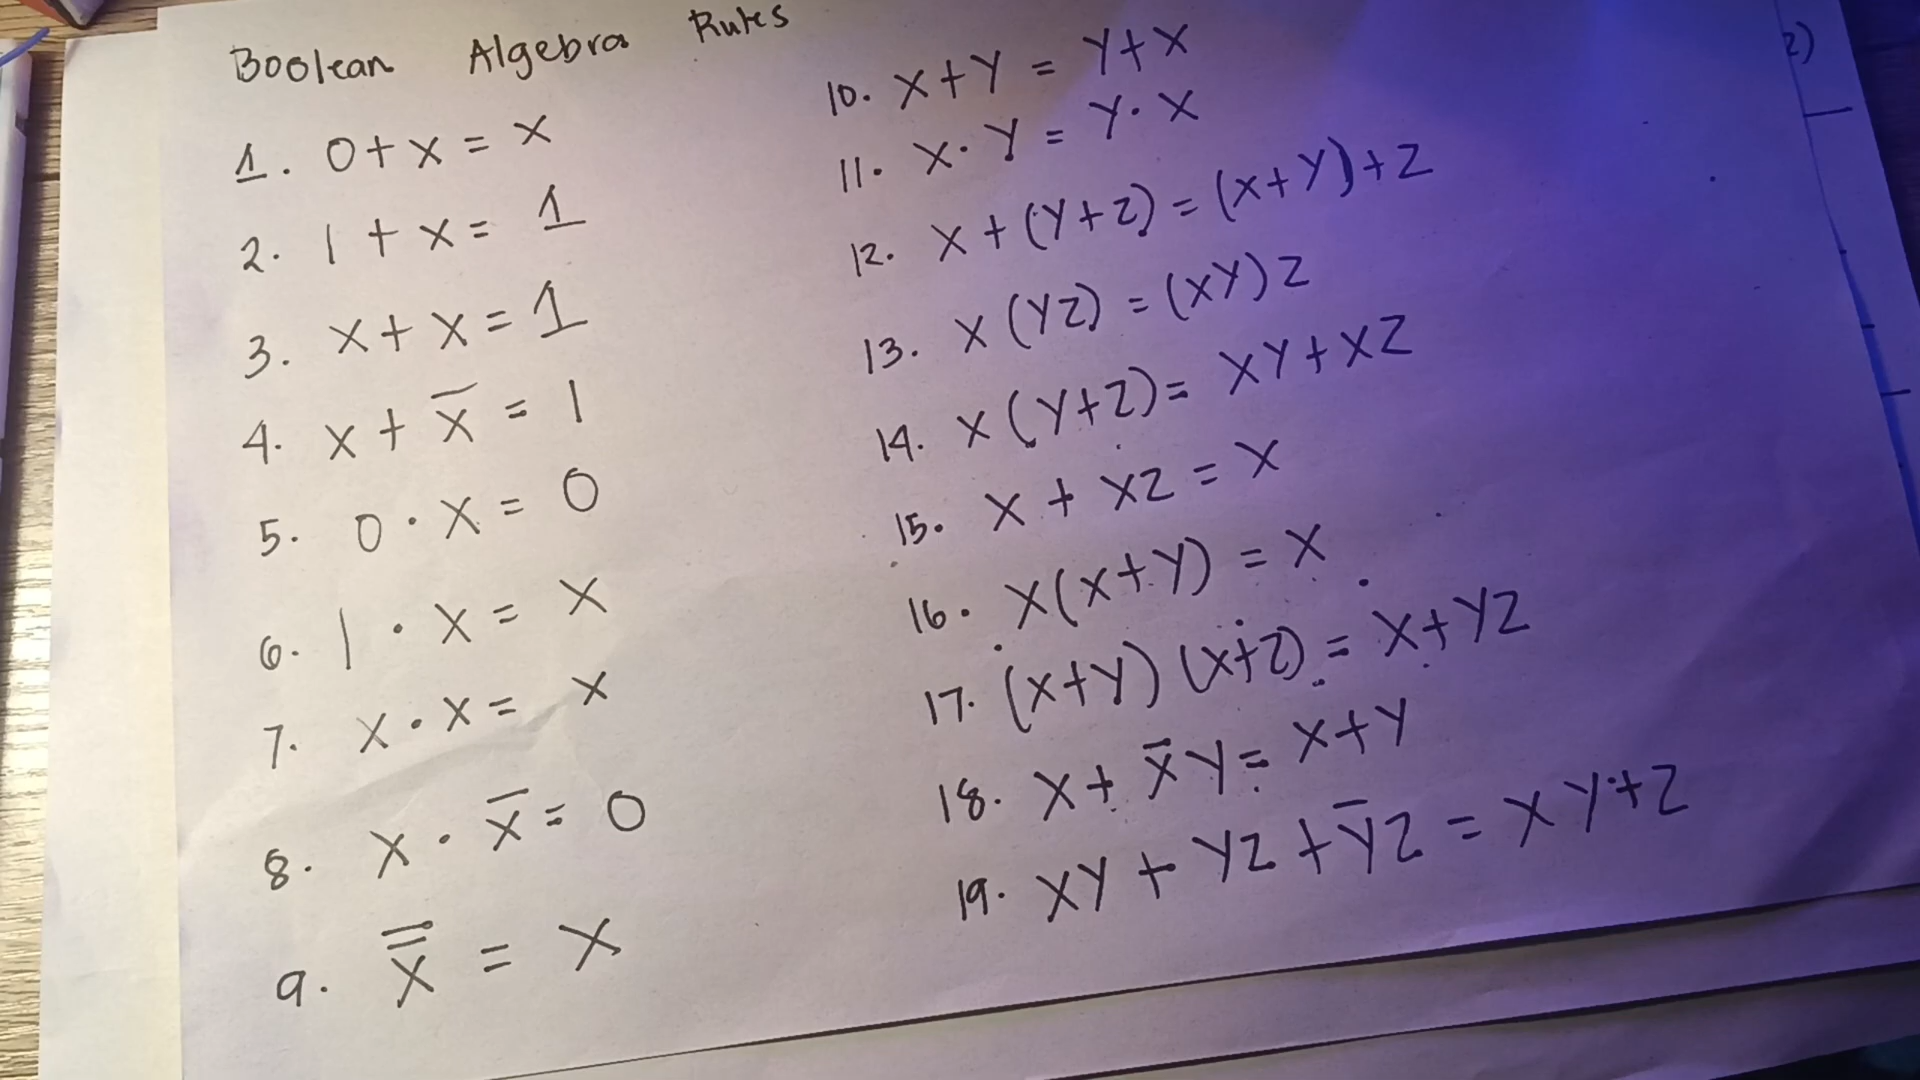 Boolean Algebra Rules
1. 0 + x = x
2. 1 + x = 1
3. x + x = 1
4. x + x̅ = 1
5. 0 · x = 0
6. 1 · x = x
7. x · x = x
8. x · x̅ = 0
9. x̿ = x
10. x + y = y + x
11. x · y = y · x
12. x + (y + z) = (x + y) + z
13. x (yz) = (xy) z
14. x (y + z) = xy + xz
15. x + xz = x
16. x (x + y) = x
17. (x + y) (x + z) = x + yz
18. x + x̅ y = x + y
19. xy + yz + y̅z = xy + z
2)